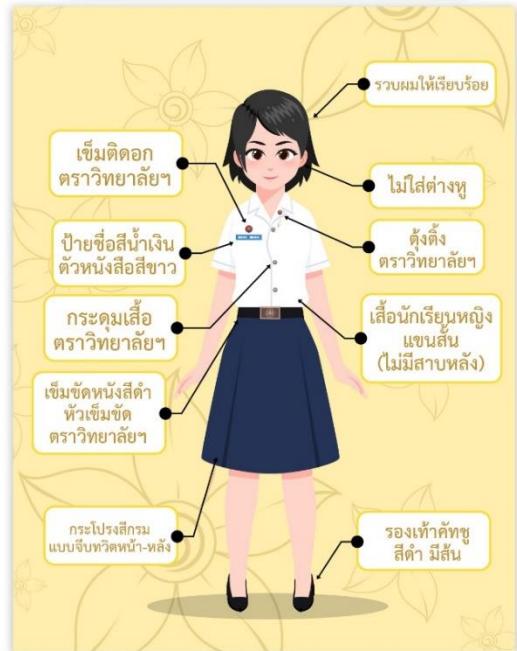 รวบผมให้เรียบร้อย
เข็มติดอก
ตราวิทยาลัยฯ
ไม่ใส่ต่างหู
ป้ายชื่อสีน้ำเงิน
ตัวหนังสือสีขาว
ตุ้งติ้ง
ตราวิทยาลัยฯ
กระดุมเสื้อ
ตราวิทยาลัยฯ
เสื้อนักเรียนหญิง
แขนสั้น
(ไม่มีสาบหลัง)
เข็มขัดหนังสีดำ
หัวเข็มขัด
ตราวิทยาลัยฯ
กระโปรงสีกรม
แบบจีบทวิตหน้า-หลัง
รองเท้าคัทชู
สีดำ มีส้น